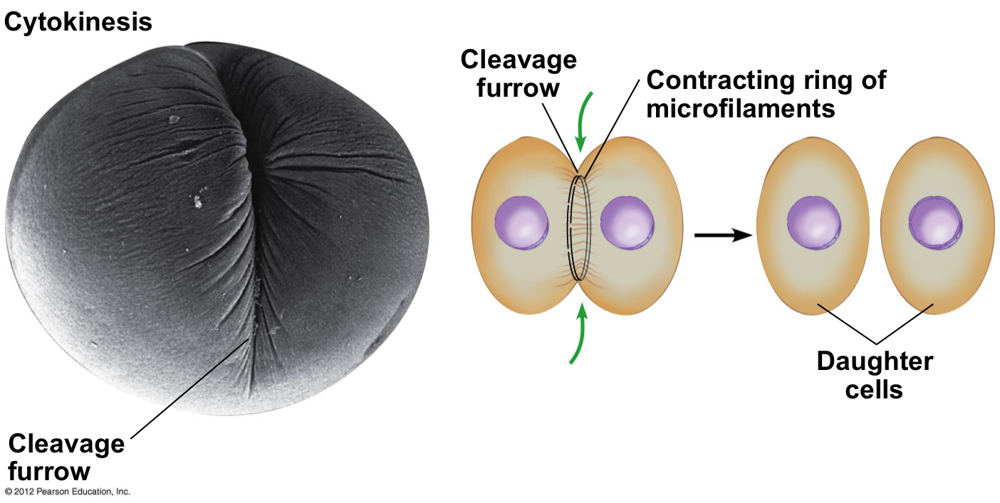 Cytokinesis
Cleavage
furrow
Contracting ring of
microfilaments
Daughter
cells
Cleavage
furrow
© 2012 Pearson Education, Inc.